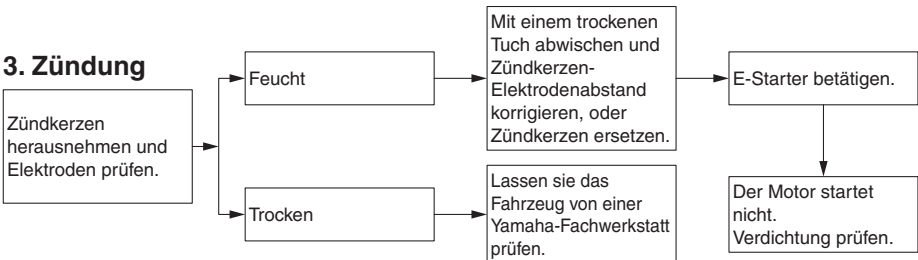 3. Zündung
Zündkerzen
herausnehmen und
Elektroden prüfen.
Feucht
Mit einem trockenen
Tuch abwischen und
Zündkerzen-
Elektrodenabstand
korrigieren, oder
Zündkerzen ersetzen.
E-Starter betätigen.
Der Motor startet
nicht.
Verdichtung prüfen.
Trocken
Lassen sie das
Fahrzeug von einer
Yamaha-Fachwerkstatt
prüfen.